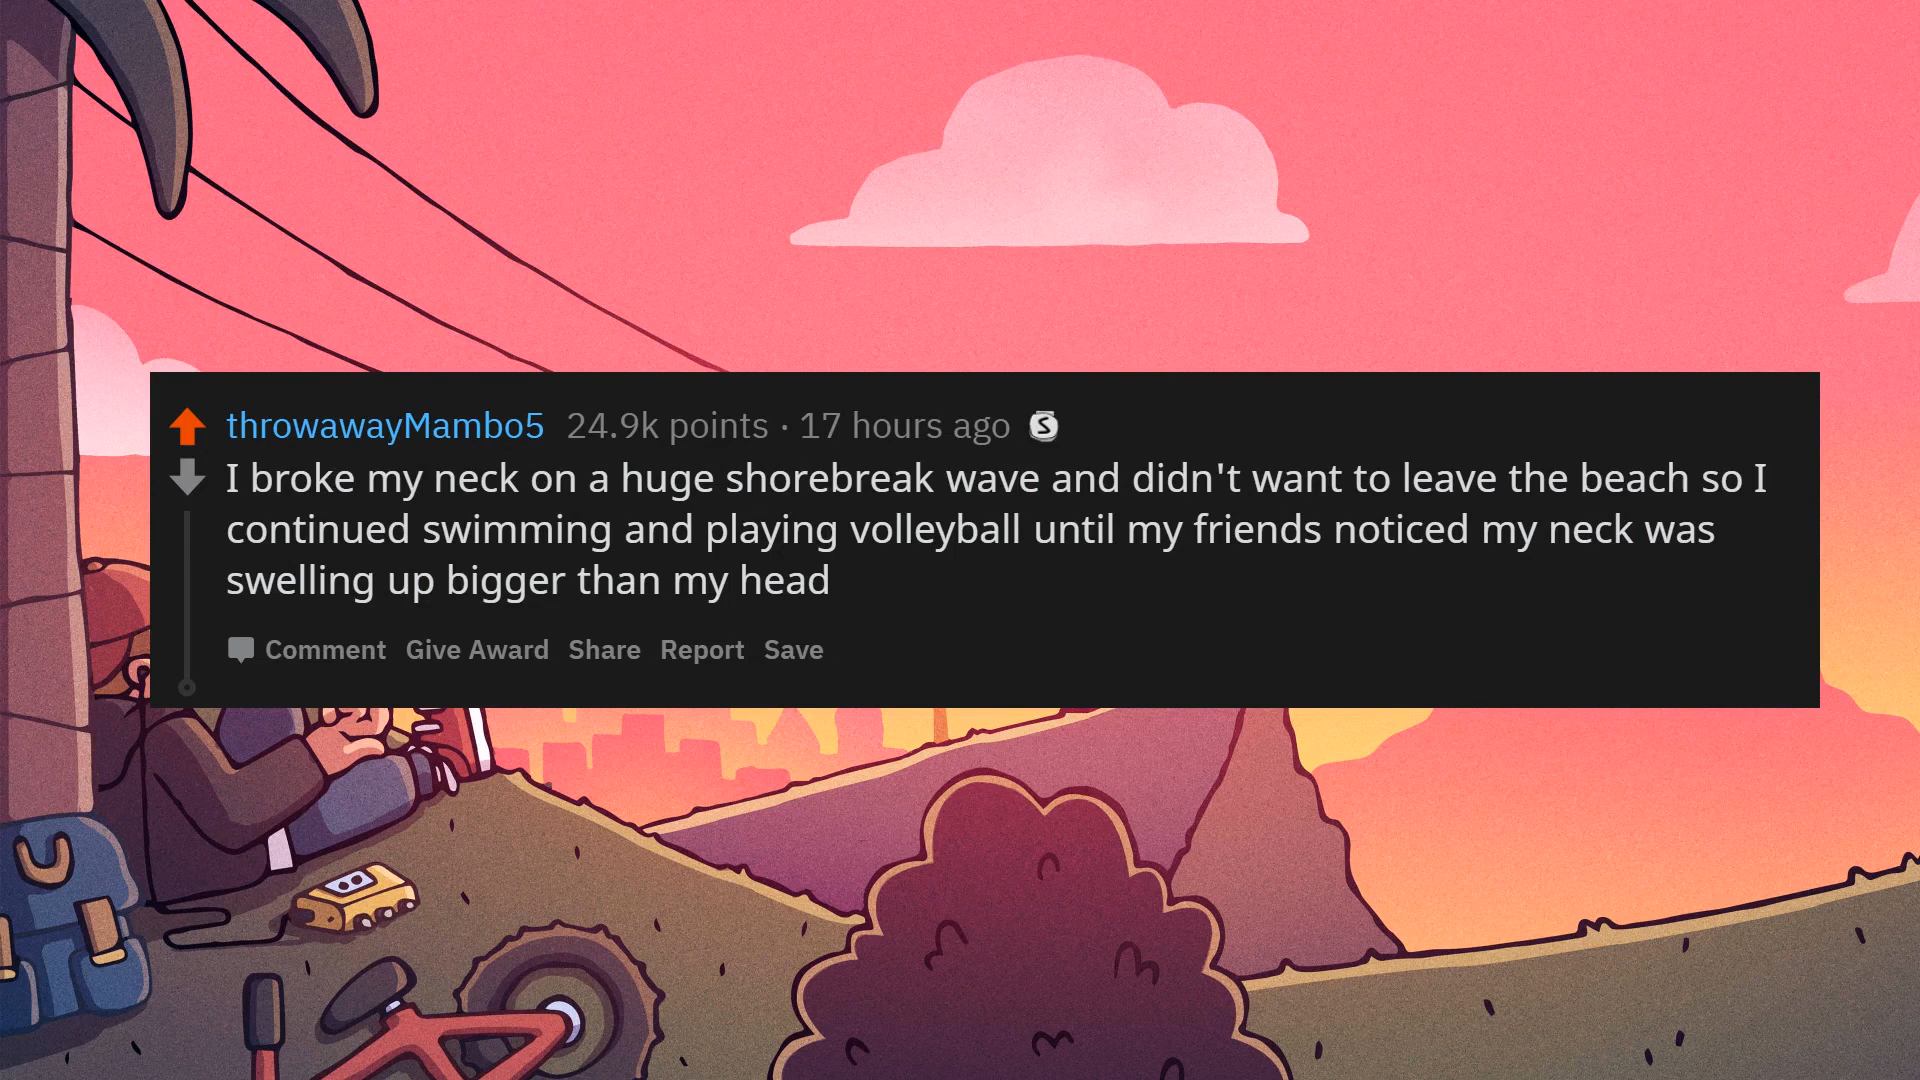 throwawayMambo5 24.9k points · 17 hours ago S
I broke my neck on a huge shorebreak wave and didn't want to leave the beach so I
continued swimming and playing volleyball until my friends noticed my neck was
swelling up bigger than my head
Comment Give Award Share Report Save